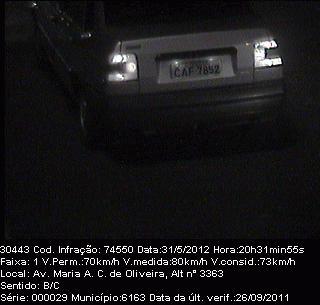 CAF 7852
30443 Cod. Infração: 74550 Data:31/5/2012 Hora:20h31min55s
Faixa: 1 V.Perm.:70km/h V.medida:80km/h V.consid.:73km/h
Local: Av. Maria A. C. de Oliveira, Alt nº 3363
Sentido: B/C
Série: 000029 Município:6163 Data da últ. verif.:26/09/2011